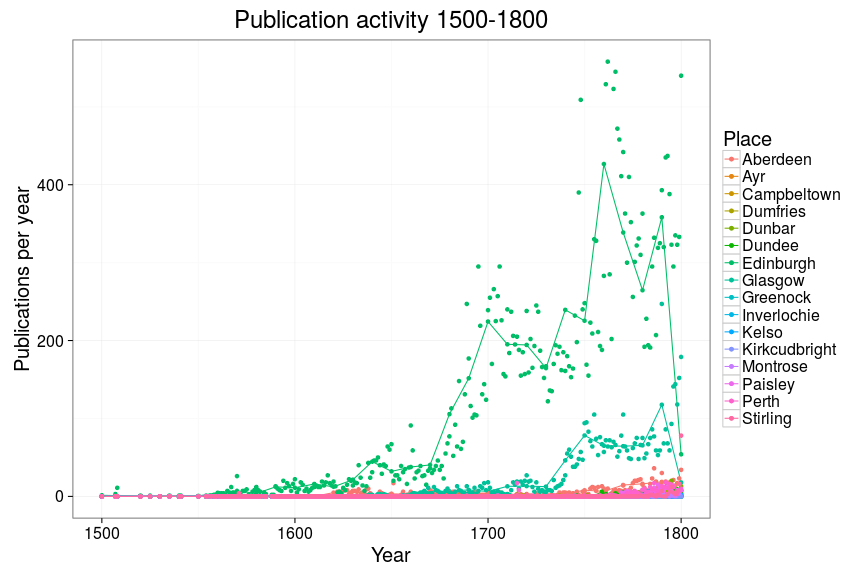 Publication activity 1500-1800
Publications per year
400
200
0
1500
1600
1700
1800
Year
Place
Aberdeen
Ayr
Campbeltown
Dumfries
Dunbar
Dundee
Edinburgh
Glasgow
Greenock
Inverlochie
Kelso
Kirkcudbright
Montrose
Paisley
Perth
Stirling